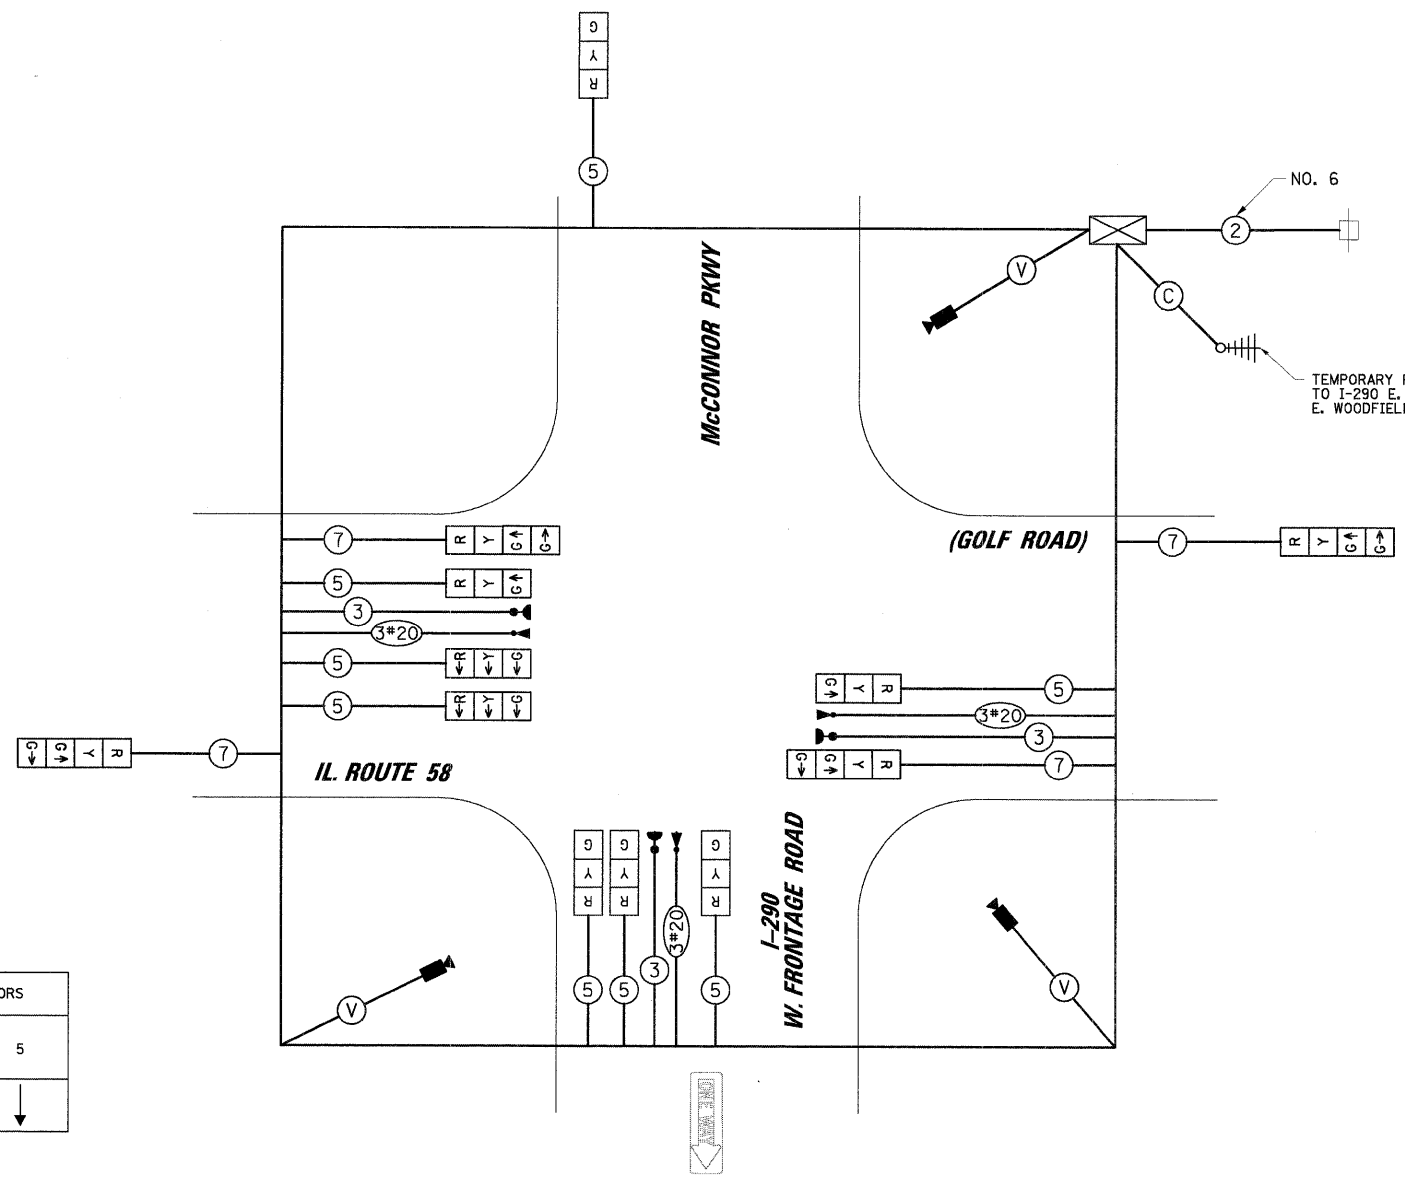 G
Y
R
5
NO. 6
2
V
C
McCONNOR PKWY
TEMPORARY
TO I-290 E.
E.
7 R Y G↑ G→
5 R Y G↑
3
3#20
5 ←R ←Y ←G
5 ←R ←Y ←G
(GOLF ROAD)
7 R Y G↑ G→
G→ G↑ Y R 7
IL. ROUTE 58
G↑ Y R 5
3#20
3
G→ G↑ Y R 7
G G G
Y Y Y
R R R
3#20
5 5 3 5
I-290
W. FRONTAGE ROAD
V
V
5
ONE WAY